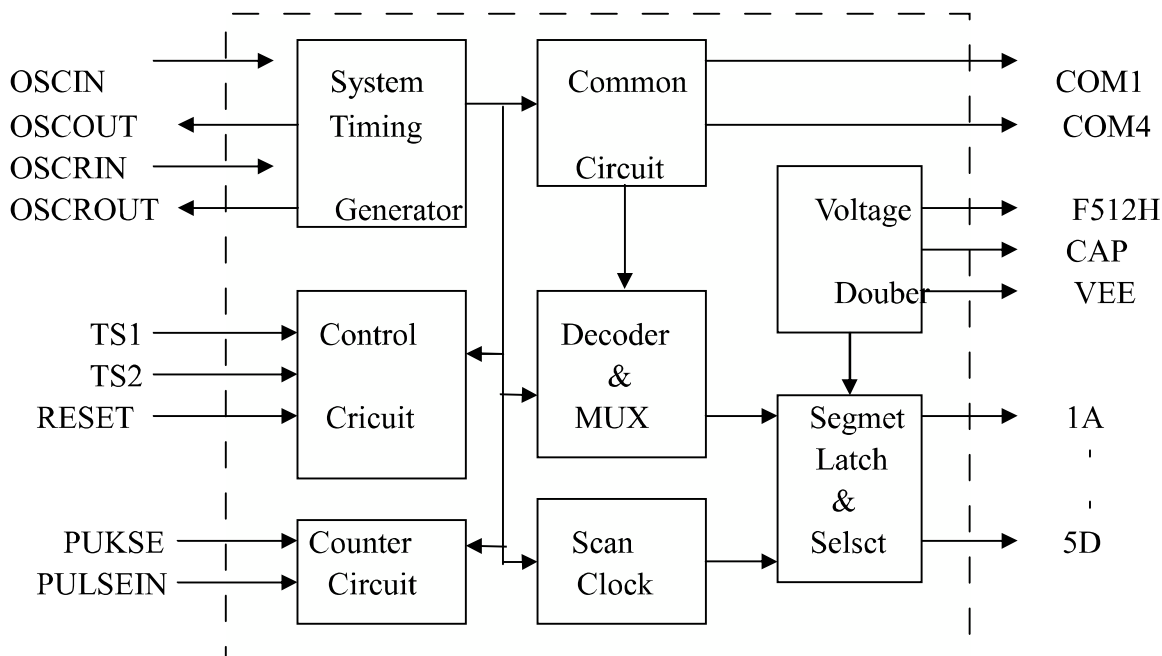 OSCIN
OSCOUT
OSCRIN
OSCROUT
System
Timing
Generator
Common
Circuit
COM1
COM4
Voltage
Douber
F512H
CAP
VEE
TS1
TS2
RESET
Control
Cricuit
Decoder
&
MUX
Segmet
Latch
&
Selsct
1A
5D
PUKSE
PULSEIN
Counter
Circuit
Scan
Clock